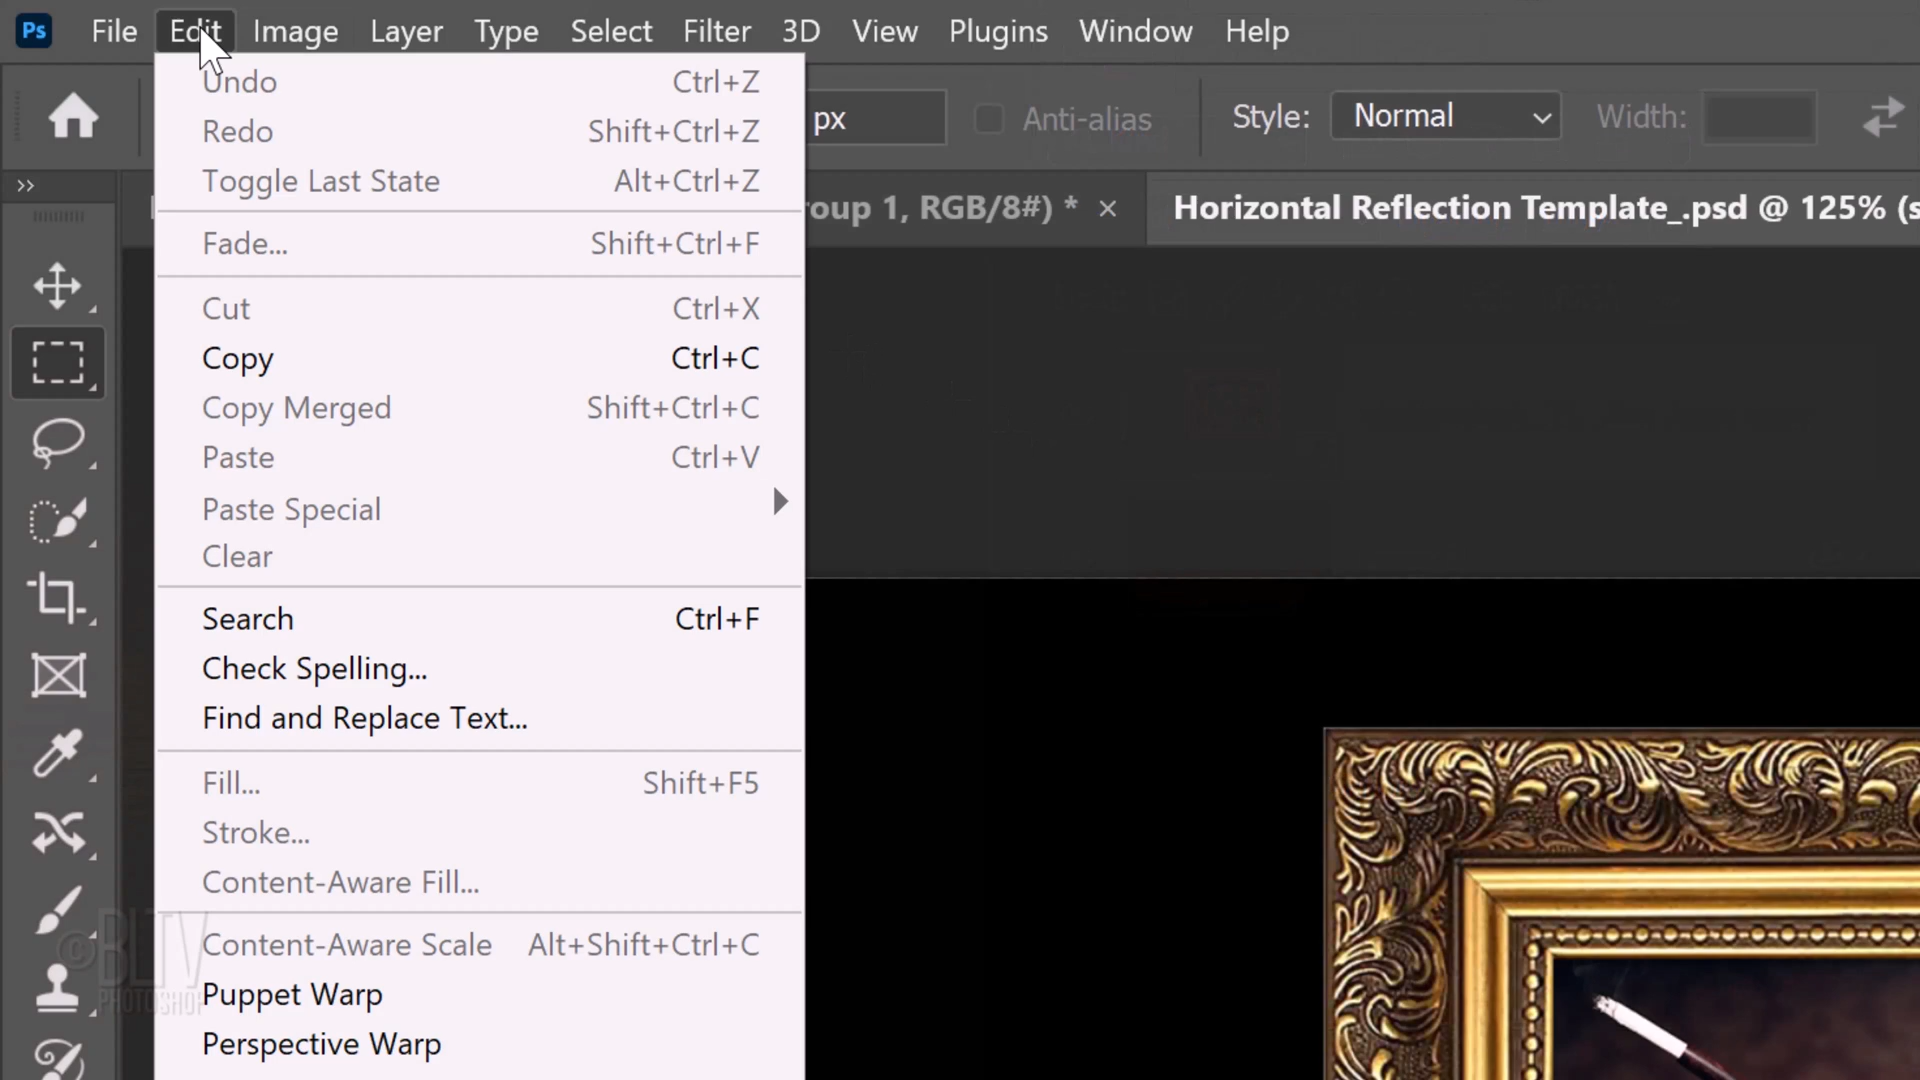 Ps File Edit Image Layer Type Select Filter 3D View Plugins Window Help
px Anti-alias Style: Normal Width:
oup 1, RGB/8#) * × Horizontal Reflection Template_.psd @ 125% (s
Undo Ctrl+Z
Redo Shift+Ctrl+Z
Toggle Last State Alt+Ctrl+Z
Fade... Shift+Ctrl+F
Cut Ctrl+X
Copy Ctrl+C
Copy Merged Shift+Ctrl+C
Paste Ctrl+V
Paste Special
Clear
Search Ctrl+F
Check Spelling...
Find and Replace Text...
Fill... Shift+F5
Stroke...
Content-Aware Fill...
Content-Aware Scale Alt+Shift+Ctrl+C
Puppet Warp
Perspective Warp
©BLTV
PHOTOSHOP